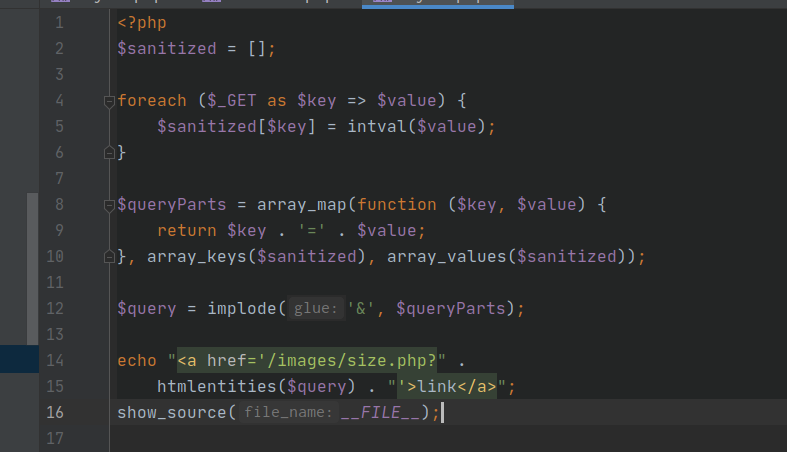 1 <?php
2 $sanitized = [];
3
4 foreach ($_GET as $key => $value) {
5 $sanitized[$key] = intval($value);
6 }
7
8 $queryParts = array_map(function ($key, $value) {
9 return $key . '=' . $value;
10 }, array_keys($sanitized), array_values($sanitized));
11
12 $query = implode( glue: '&', $queryParts);
13
14 echo "<a href='/images/size.php?" .
15 htmlentities($query) . "'>link</a>";
16 show_source( file_name: __FILE__);
17